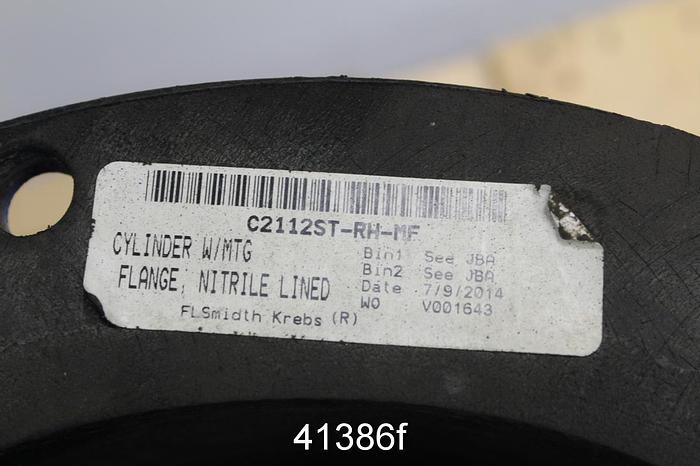 C2112ST-RH-MF
CYLINDER W/MTG
FLANGE, NITRILE LINED
Bin1 See JBA
Bin2 See JBA
Date 7/9/2014
WO V001643
FLSmidth Krebs (R)
41386f